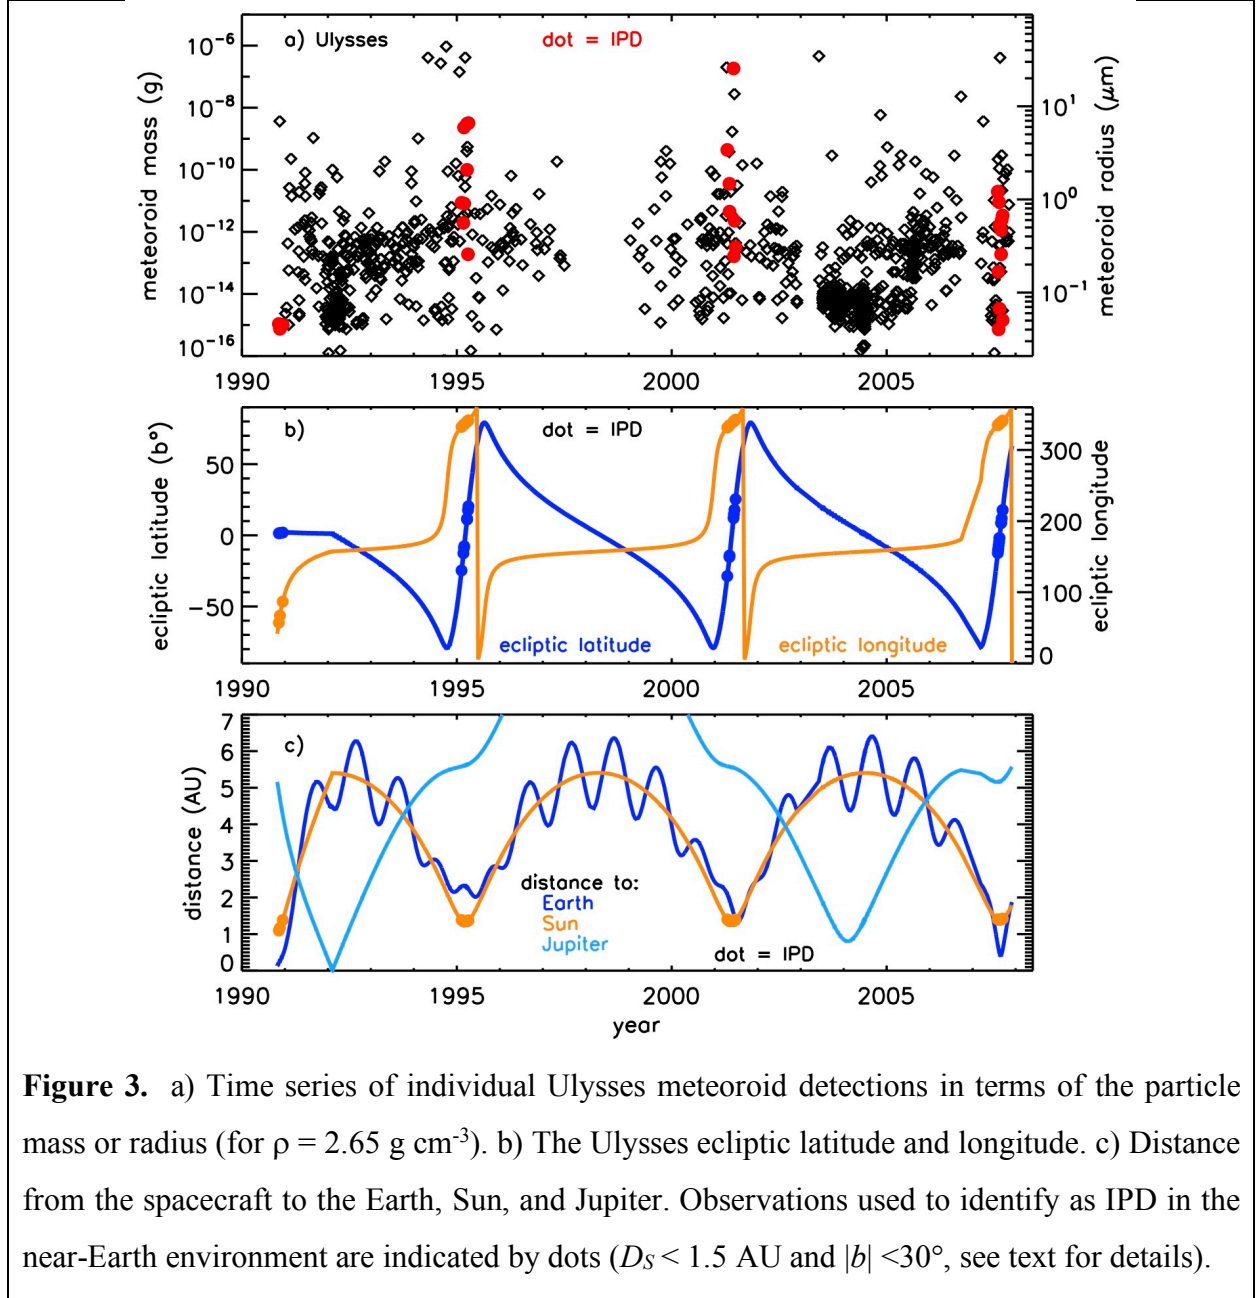 a) Ulysses
dot = IPD
meteoroid mass (g)
10⁻⁶
10⁻⁸
10⁻¹⁰
10⁻¹²
10⁻¹⁴
10⁻¹⁶
meteoroid radius (μm)
10¹
10⁰
10⁻¹
1990 1995 2000 2005
b)
dot = IPD
ecliptic latitude (b°)
50
0
−50
ecliptic longitude
300
200
100
0
ecliptic latitude
ecliptic longitude
1990 1995 2000 2005
c)
distance (AU)
7
6
5
4
3
2
1
0
distance to:
Earth
Sun
Jupiter
dot = IPD
1990 1995 2000 2005
year
Figure 3. a) Time series of individual Ulysses meteoroid detections in terms of the particle
mass or radius (for ρ = 2.65 g cm⁻³). b) The Ulysses ecliptic latitude and longitude. c) Distance
from the spacecraft to the Earth, Sun, and Jupiter. Observations used to identify as IPD in the
near-Earth environment are indicated by dots (D_S < 1.5 AU and |b| <30°, see text for details).